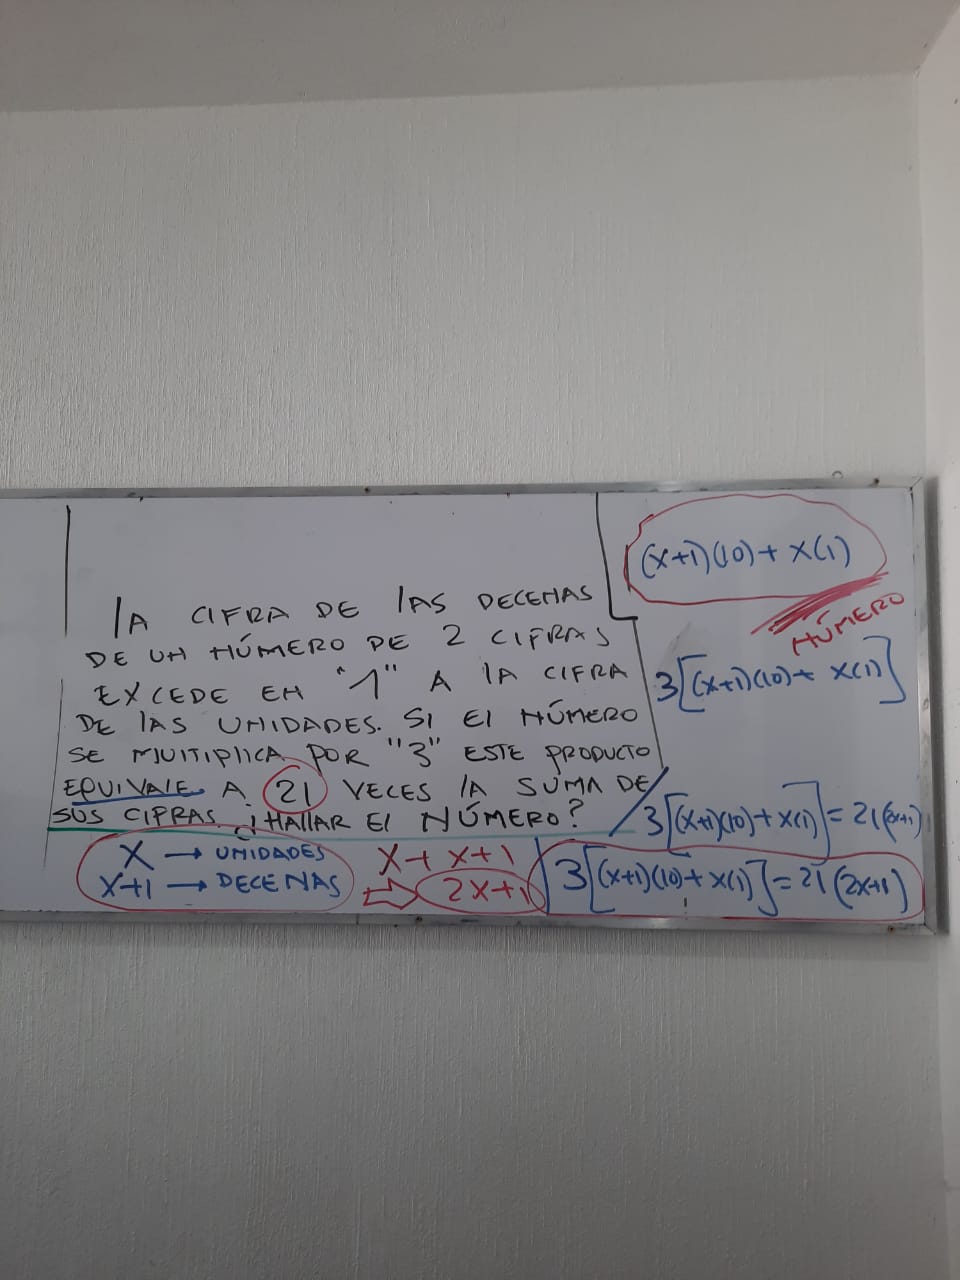 LA CIFRA DE LAS DECENAS
DE UN NÚMERO DE 2 CIFRAS
EXCEDE EN "1" A LA CIFRA
DE LAS UNIDADES. SI El NÚMERO
SE MUltIPlICA POR "3" ESTE PRODUCTO
EQUIVALE A 21 VECES LA SUMA DE
SUS CIFRAS. ¡HALLAR El NÚMERO?
X → UNIDADES
X+1 → DECENAS
X + X+1
⇒ 2X+1
(X+1)(10) + X(1)
NÚMERO
3[(X+1)(10) + X(1)]
3[(X+1)(10) + X(1)] = 21(2X+1)
3[(X+1)(10) + X(1)] = 21(2X+1)